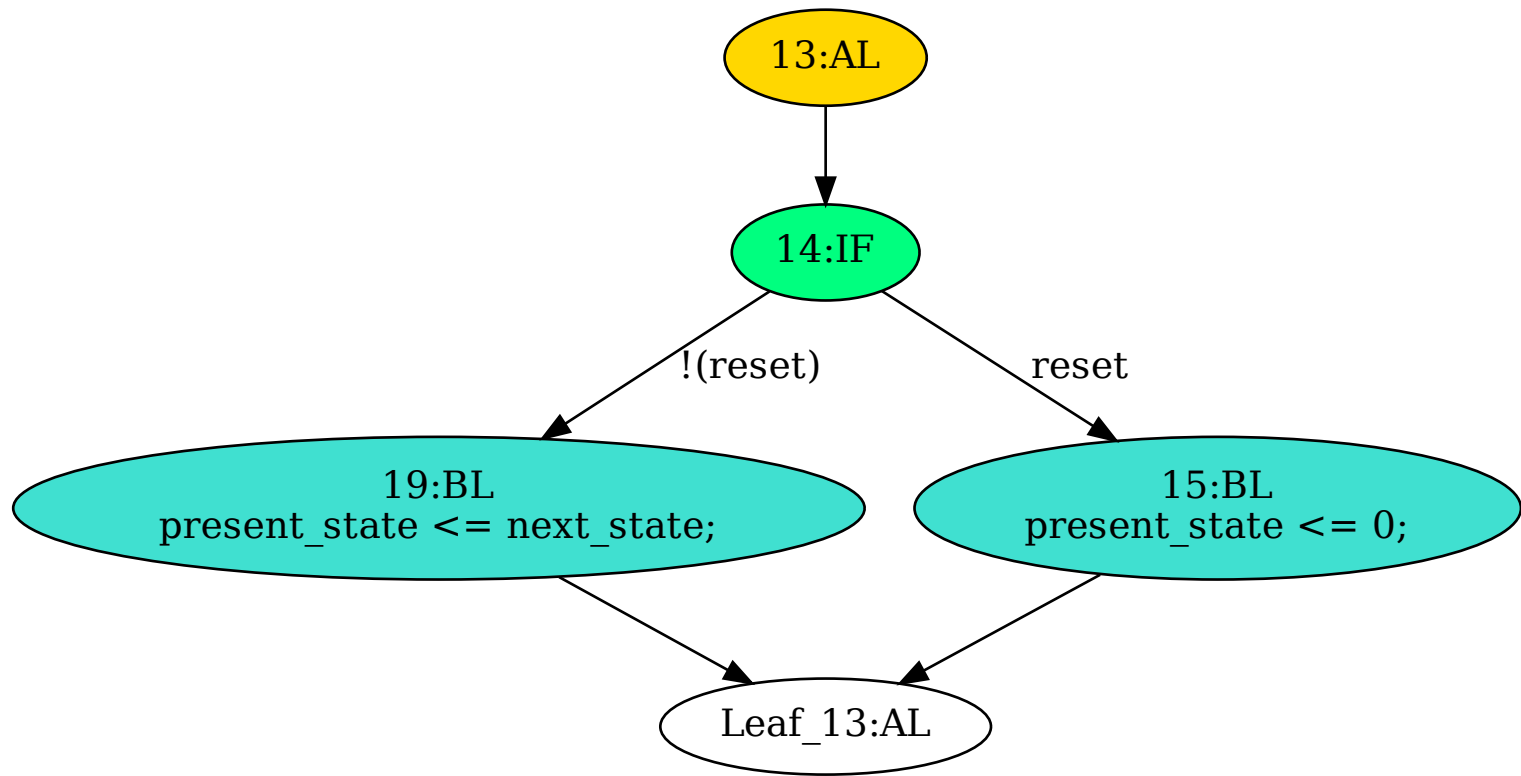 13:AL
14:IF
!(reset)
reset
19:BL
present_state <= next_state;
15:BL
present_state <= 0;
Leaf_13:AL